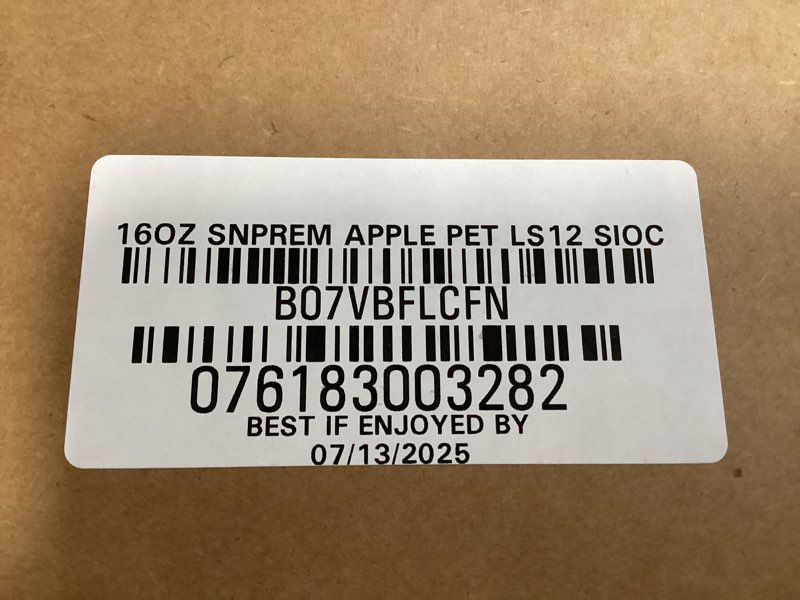 16OZ SNPREM APPLE PET LS12 SIOC
B07VBFLCFN
076183003282
BEST IF ENJOYED BY
07/13/2025